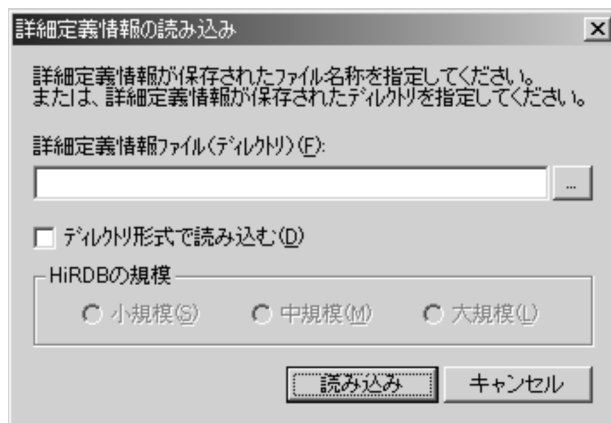 詳細定義情報の読み込み
詳細定義情報が保存されたファイル名称を指定してください。
または、詳細定義情報が保存されたディレクトリを指定してください。
詳細定義情報ファイル(ディレクトリ)(F):
...
ディレクトリ形式で読み込む(D)
HiRDBの規模
小規模(S) 中規模(M) 大規模(L)
読み込み キャンセル